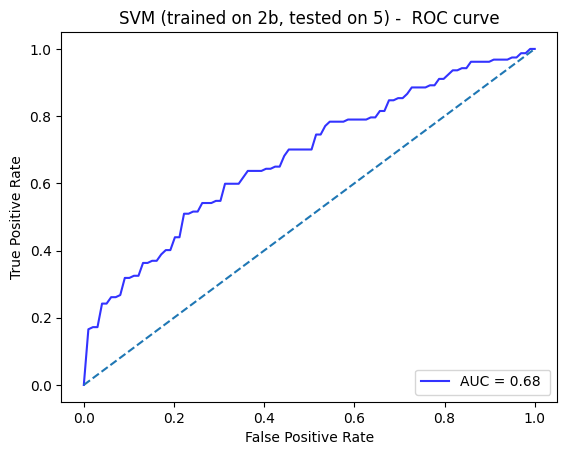 SVM (trained on 2b, tested on 5) -  ROC curve
True Positive Rate
1.0
0.8
0.6
0.4
0.2
0.0
AUC = 0.68
0.0 0.2 0.4 0.6 0.8 1.0
False Positive Rate